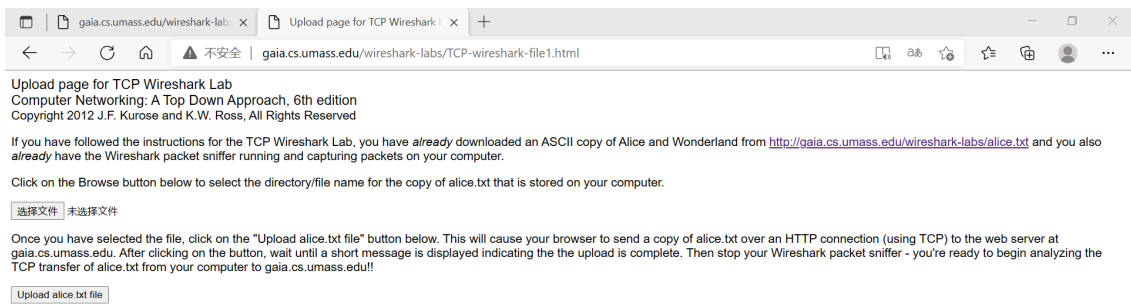 gaia.cs.umass.edu/wireshark-lab
Upload page for TCP Wireshark L
不安全 | gaia.cs.umass.edu/wireshark-labs/TCP-wireshark-file1.html
Upload page for TCP Wireshark Lab
Computer Networking: A Top Down Approach, 6th edition
Copyright 2012 J.F. Kurose and K.W. Ross, All Rights Reserved
If you have followed the instructions for the TCP Wireshark Lab, you have already downloaded an ASCII copy of Alice and Wonderland from http://gaia.cs.umass.edu/wireshark-labs/alice.txt and you also
already have the Wireshark packet sniffer running and capturing packets on your computer.
Click on the Browse button below to select the directory/file name for the copy of alice.txt that is stored on your computer.
选择文件 未选择文件
Once you have selected the file, click on the "Upload alice.txt file" button below. This will cause your browser to send a copy of alice.txt over an HTTP connection (using TCP) to the web server at
gaia.cs.umass.edu. After clicking on the button, wait until a short message is displayed indicating the the upload is complete. Then stop your Wireshark packet sniffer - you're ready to begin analyzing the
TCP transfer of alice.txt from your computer to gaia.cs.umass.edu!!
Upload alice.txt file